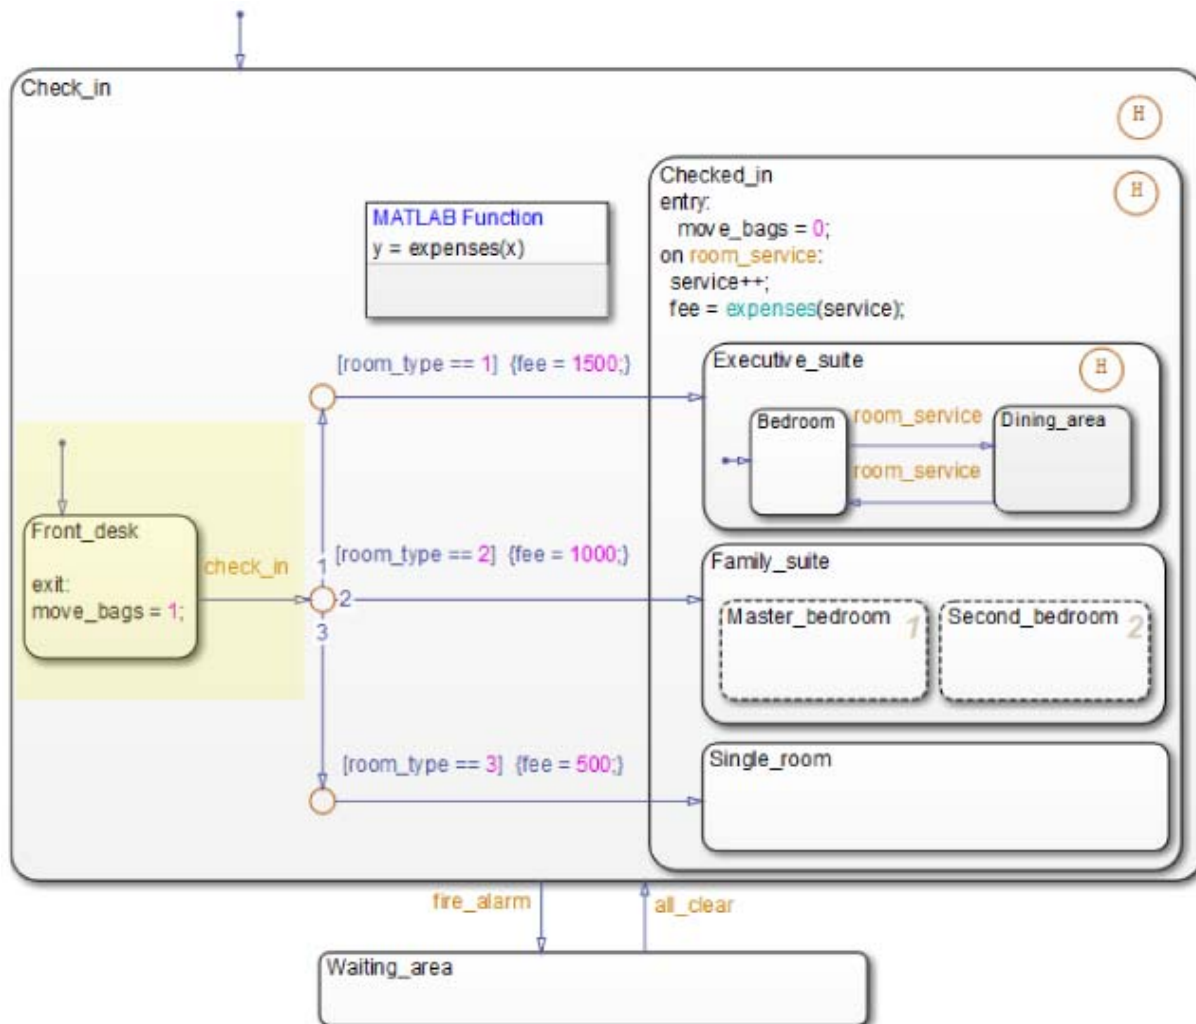 Check_in
H
Checked_in
H
entry:
move_bags = 0;
on room_service:
service++;
fee = expenses(service);
MATLAB Function
y = expenses(x)
[room_type == 1] {fee = 1500;}
Executive_suite
H
Bedroom
room_service
Dining_area
room_service
Front_desk
exit:
move_bags = 1;
check_in
1
2
3
[room_type == 2] {fee = 1000;}
Family_suite
Master_bedroom
1
Second_bedroom
2
[room_type == 3] {fee = 500;}
Single_room
fire_alarm
all_clear
Waiting_area